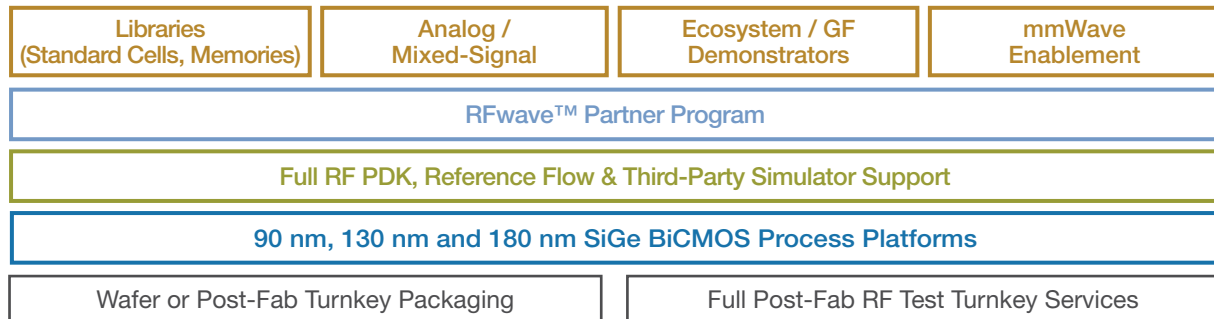 Libraries
(Standard Cells, Memories)
Analog /
Mixed-Signal
Ecosystem / GF
Demonstrators
mmWave
Enablement
RFwave™ Partner Program
Full RF PDK, Reference Flow & Third-Party Simulator Support
90 nm, 130 nm and 180 nm SiGe BiCMOS Process Platforms
Wafer or Post-Fab Turnkey Packaging
Full Post-Fab RF Test Turnkey Services